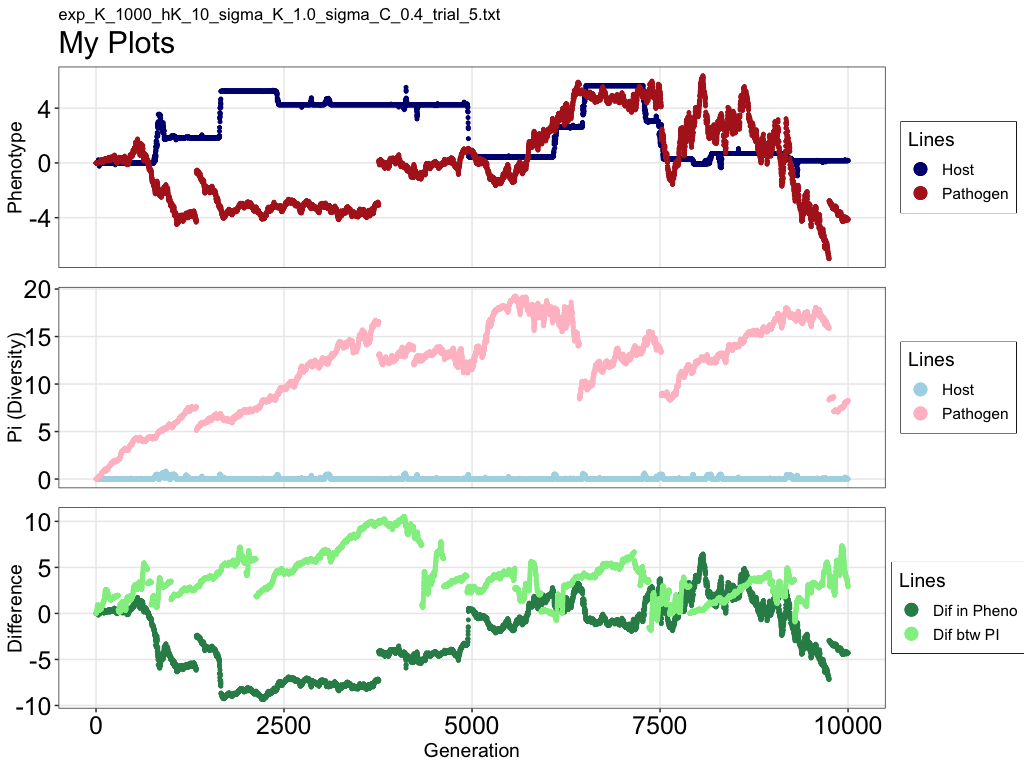 exp_K_1000_hK_10_sigma_K_1.0_sigma_C_0.4_trial_5.txt
My Plots
Phenotype
4
0
-4
Lines
Host
Pathogen
Pi (Diversity)
20
15
10
5
0
Lines
Host
Pathogen
Difference
10
5
0
-5
-10
Lines
Dif in Pheno
Dif btw PI
0
2500
5000
7500
10000
Generation